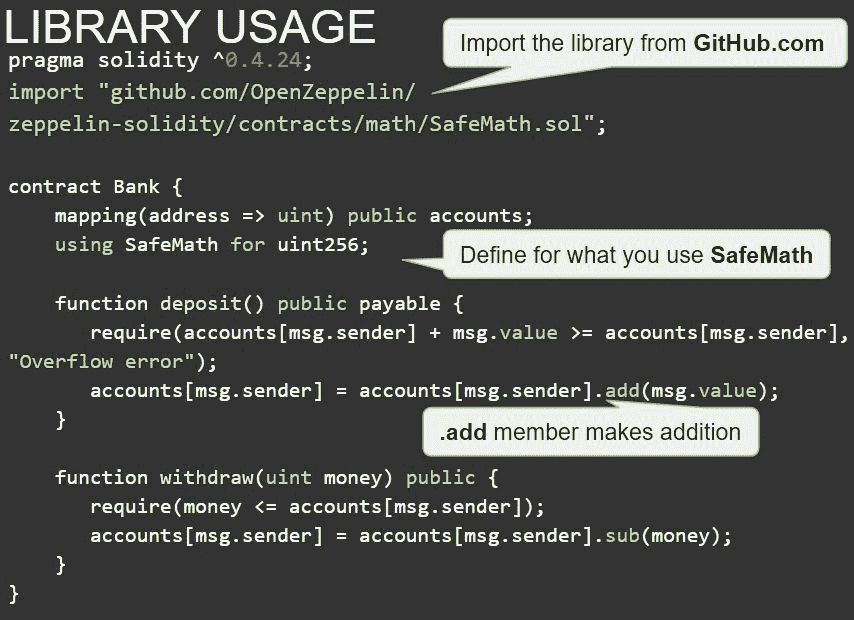 LIBRARY USAGE
pragma solidity ^0.4.24;
Import the library from GitHub.com
import "github.com/OpenZeppelin/
zeppelin-solidity/contracts/math/SafeMath.sol";
contract Bank {
mapping(address => uint) public accounts;
using SafeMath for uint256;
Define for what you use SafeMath
function deposit() public payable {
require(accounts[msg.sender] + msg.value >= accounts[msg.sender],
"Overflow error");
accounts[msg.sender] = accounts[msg.sender].add(msg.value);
}
.add member makes addition
function withdraw(uint money) public {
require(money <= accounts[msg.sender]);
accounts[msg.sender] = accounts[msg.sender].sub(money);
}
}